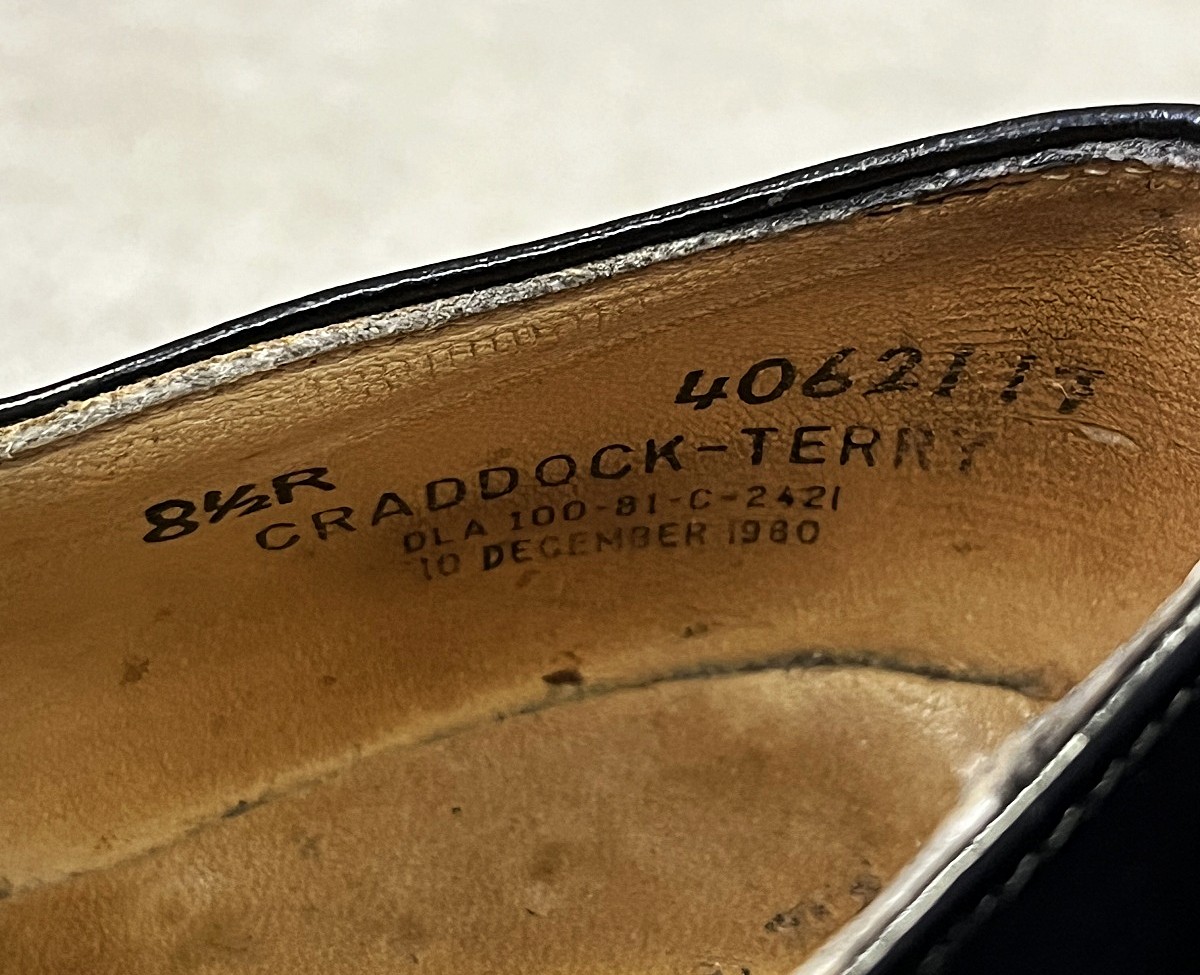 4062117
8½R
CRADDOCK-TERRY
DLA 100-81-C-2421
10 DECEMBER 1980